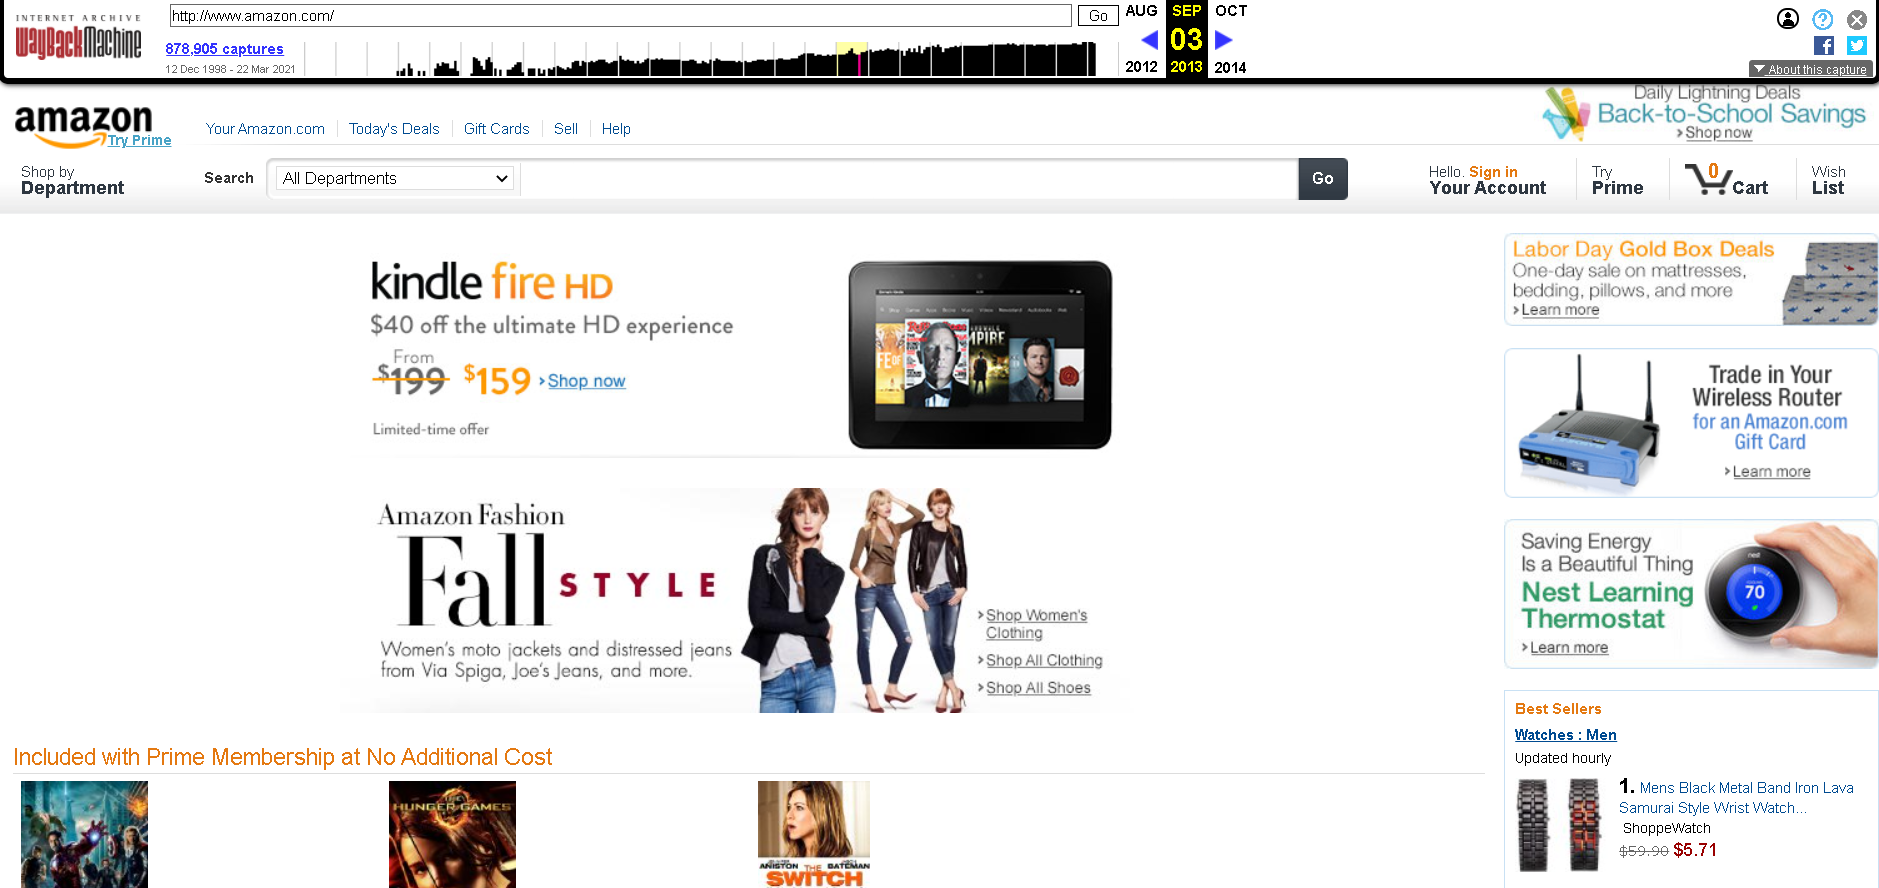 INTERNET ARCHIVE
WayBackMachine
http://www.amazon.com/
Go
878,905 captures
12 Dec 1998 - 22 Mar 2021
AUG
SEP
OCT
03
2012
2013
2014
About this capture
amazon
Try Prime
Your Amazon.com
Today's Deals
Gift Cards
Sell
Help
Daily Lightning Deals
Back-to-School Savings
Shop now
Shop by
Department
Search
All Departments
Go
Hello. Sign in
Your Account
Try
Prime
0
Cart
Wish
List
kindle fire HD
$40 off the ultimate HD experience
From
$199 $159 Shop now
Limited-time offer
Amazon Fashion
Fall STYLE
Women's moto jackets and distressed jeans
from Via Spiga, Joe's Jeans, and more.
Shop Women's
Clothing
Shop All Clothing
Shop All Shoes
Labor Day Gold Box Deals
One-day sale on mattresses,
bedding, pillows, and more
Learn more
Trade in Your
Wireless Router
for an Amazon.com
Gift Card
Learn more
Saving Energy
Is a Beautiful Thing
Nest Learning
Thermostat
Learn more
nest
70
Best Sellers
Watches : Men
Updated hourly
1. Mens Black Metal Band Iron Lava
Samurai Style Wrist Watch...
ShoppeWatch
$59.90 $5.71
Included with Prime Membership at No Additional Cost
THE
HUNGER GAMES
ANISTON BATEMAN
THE
SWITCH